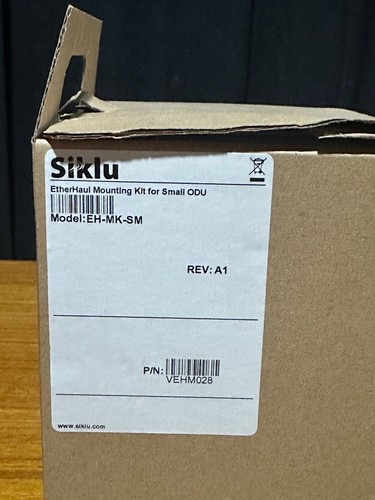 Siklu
EtherHaul Mounting Kit for Small ODU
Model:EH-MK-SM
REV: A1
P/N:
VEHM028
www.siklu.com